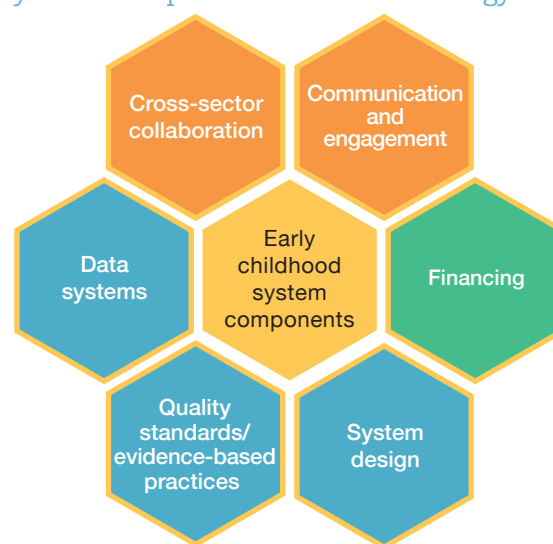 Cross-sector
collaboration
Communication
and
engagement
Data
systems
Early
childhood
system
components
Financing
Quality
standards/
evidence-based
practices
System
design